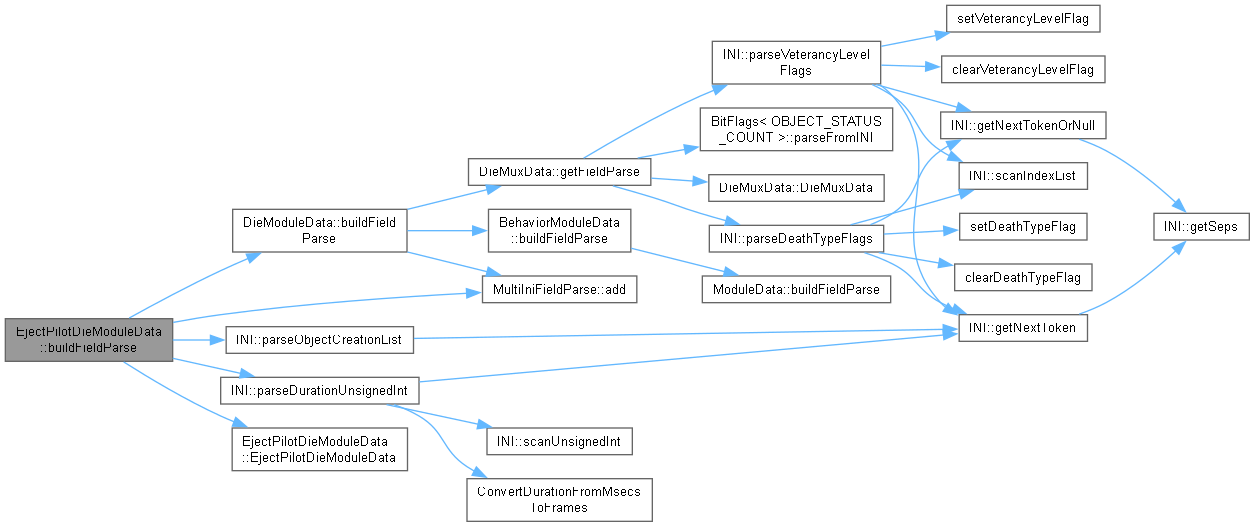 EjectPilotDieModuleData
::buildFieldParse
DieModuleData::buildField
Parse
MultiIniFieldParse::add
INI::parseObjectCreationList
INI::parseDurationUnsignedInt
EjectPilotDieModuleData
::EjectPilotDieModuleData
DieMuxData::getFieldParse
BehaviorModuleData
::buildFieldParse
INI::scanUnsignedInt
ConvertDurationFromMsecs
ToFrames
INI::parseVeterancyLevel
Flags
BitFlags< OBJECT_STATUS
_COUNT >::parseFromINI
DieMuxData::DieMuxData
INI::parseDeathTypeFlags
ModuleData::buildFieldParse
setVeterancyLevelFlag
clearVeterancyLevelFlag
INI::getNextTokenOrNull
INI::scanIndexList
setDeathTypeFlag
clearDeathTypeFlag
INI::getNextToken
INI::getSeps